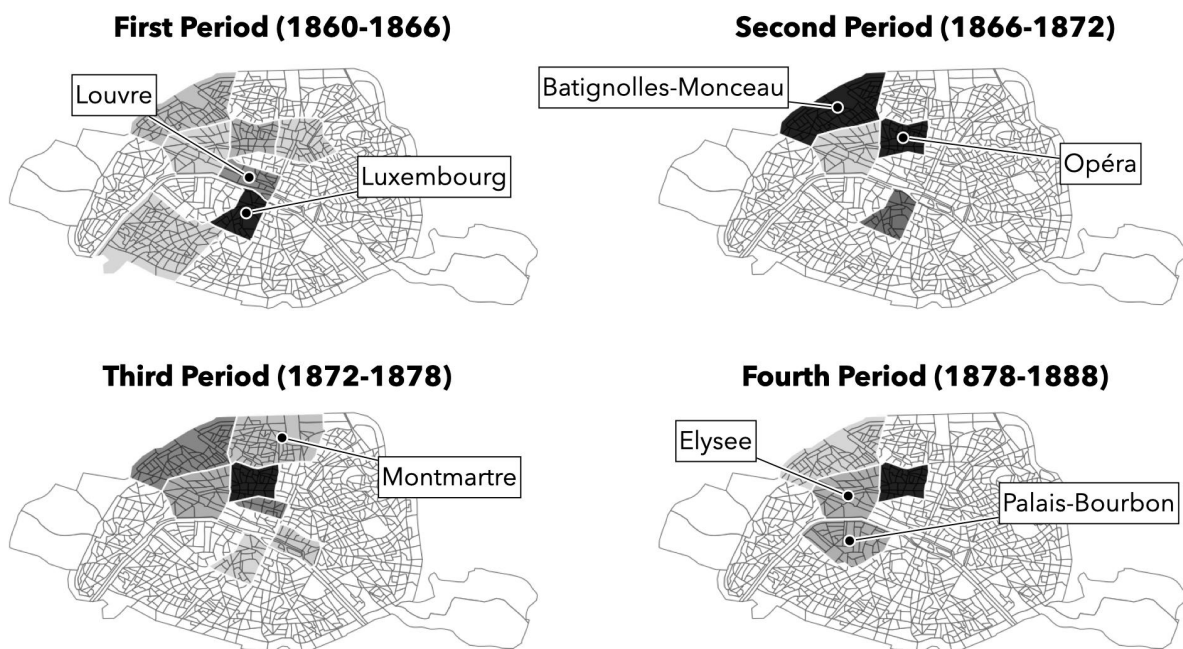 First Period (1860-1866)
Second Period (1866-1872)
Louvre
Luxembourg
Batignolles-Monceau
Opéra
Third Period (1872-1878)
Fourth Period (1878-1888)
Montmartre
Elysee
Palais-Bourbon